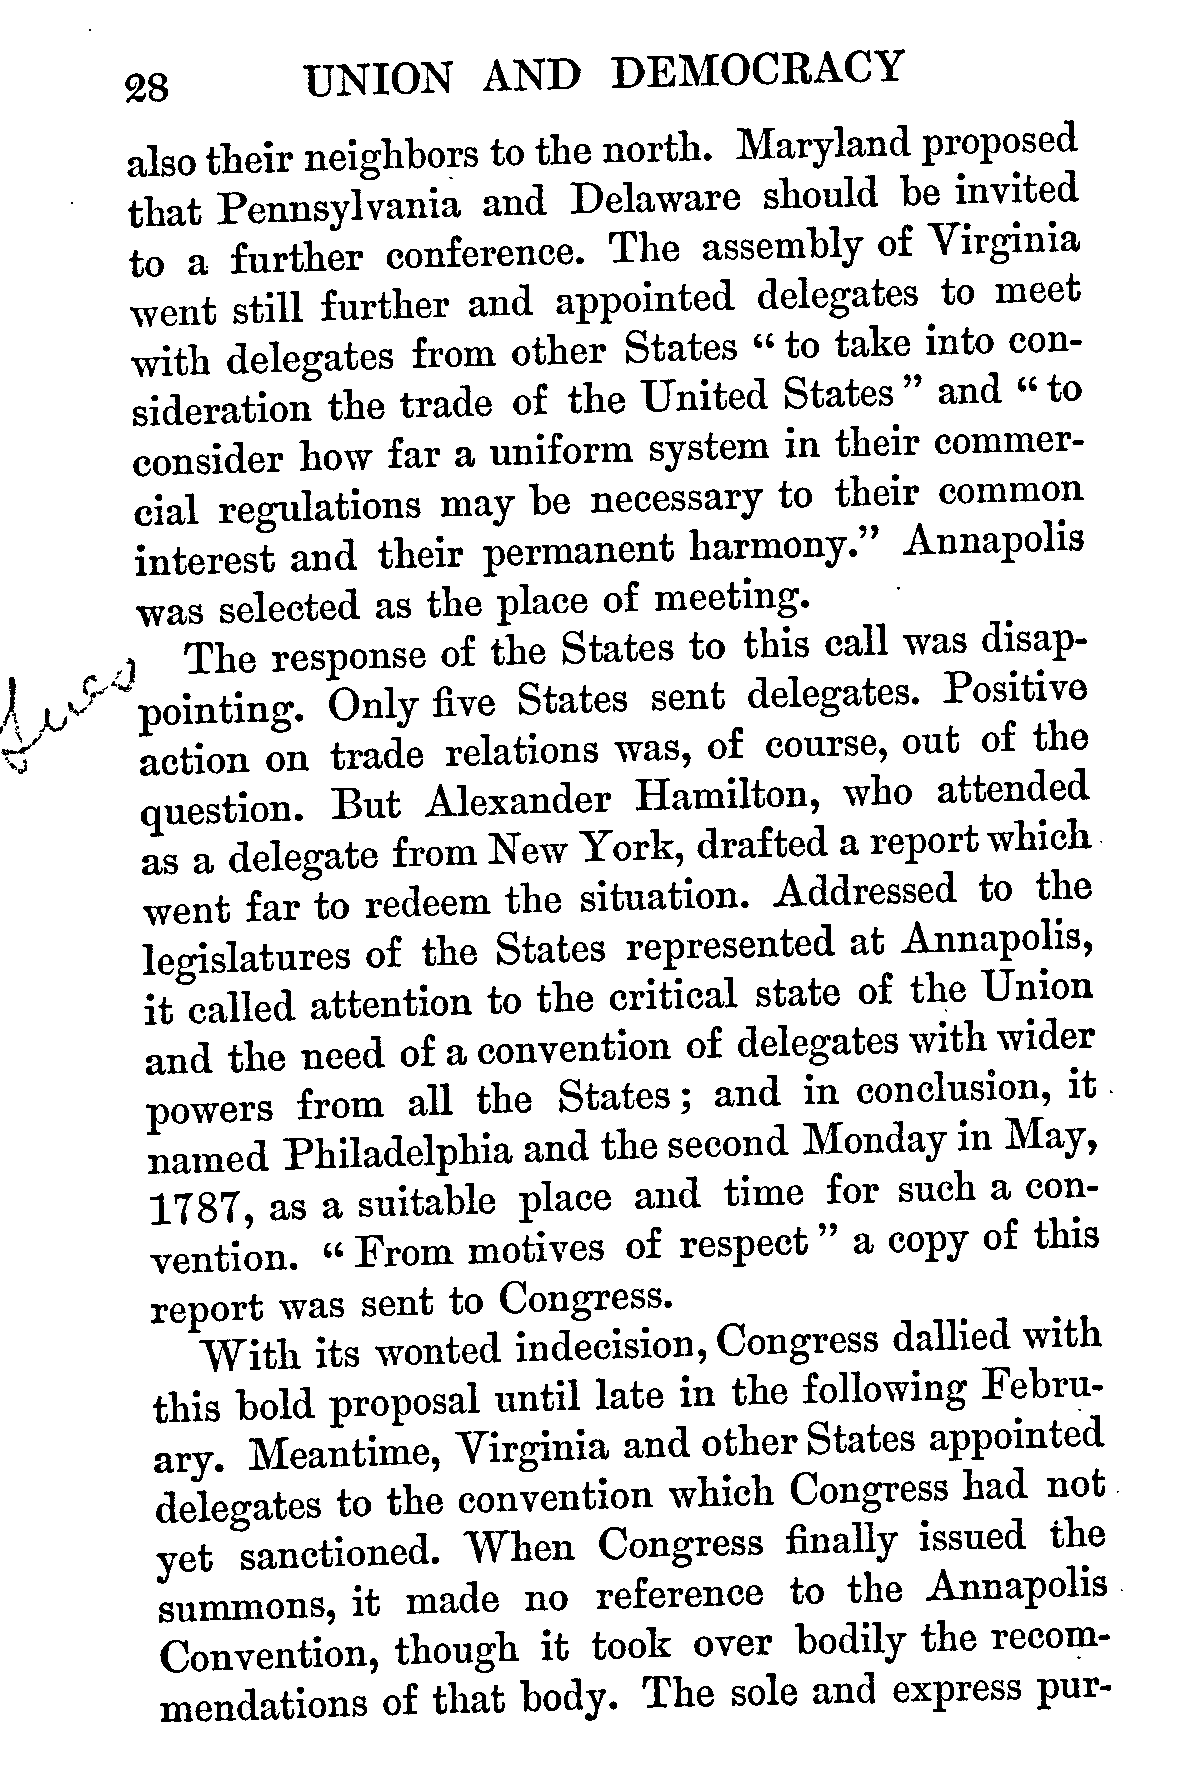 28 UNION AND DEMOCRACY
also their neighbors to the north. Maryland proposed
that Pennsylvania and Delaware should be invited
to a further conference. The assembly of Virginia
went still further and appointed delegates to meet
with delegates from other States “ to take into con-
sideration the trade of the United States ” and “ to
consider how far a uniform system in their commer-
cial regulations may be necessary to their common
interest and their permanent harmony.” Annapolis
was selected as the place of meeting.
The response of the States to this call was disap-
pointing. Only five States sent delegates. Positive
action on trade relations was, of course, out of the
question. But Alexander Hamilton, who attended
as a delegate from New York, drafted a report which
went far to redeem the situation. Addressed to the
legislatures of the States represented at Annapolis,
it called attention to the critical state of the Union
and the need of a convention of delegates with wider
powers from all the States; and in conclusion, it
named Philadelphia and the second Monday in May,
1787, as a suitable place and time for such a con-
vention. “ From motives of respect ” a copy of this
report was sent to Congress.
With its wonted indecision, Congress dallied with
this bold proposal until late in the following Febru-
ary. Meantime, Virginia and other States appointed
delegates to the convention which Congress had not
yet sanctioned. When Congress finally issued the
summons, it made no reference to the Annapolis
Convention, though it took over bodily the recom-
mendations of that body. The sole and express pur-